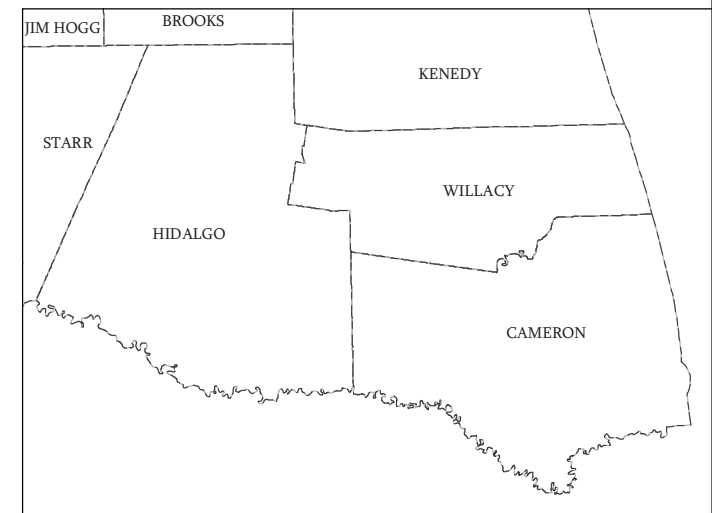 JIM HOGG
BROOKS
KENEDY
STARR
WILLACY
HIDALGO
CAMERON